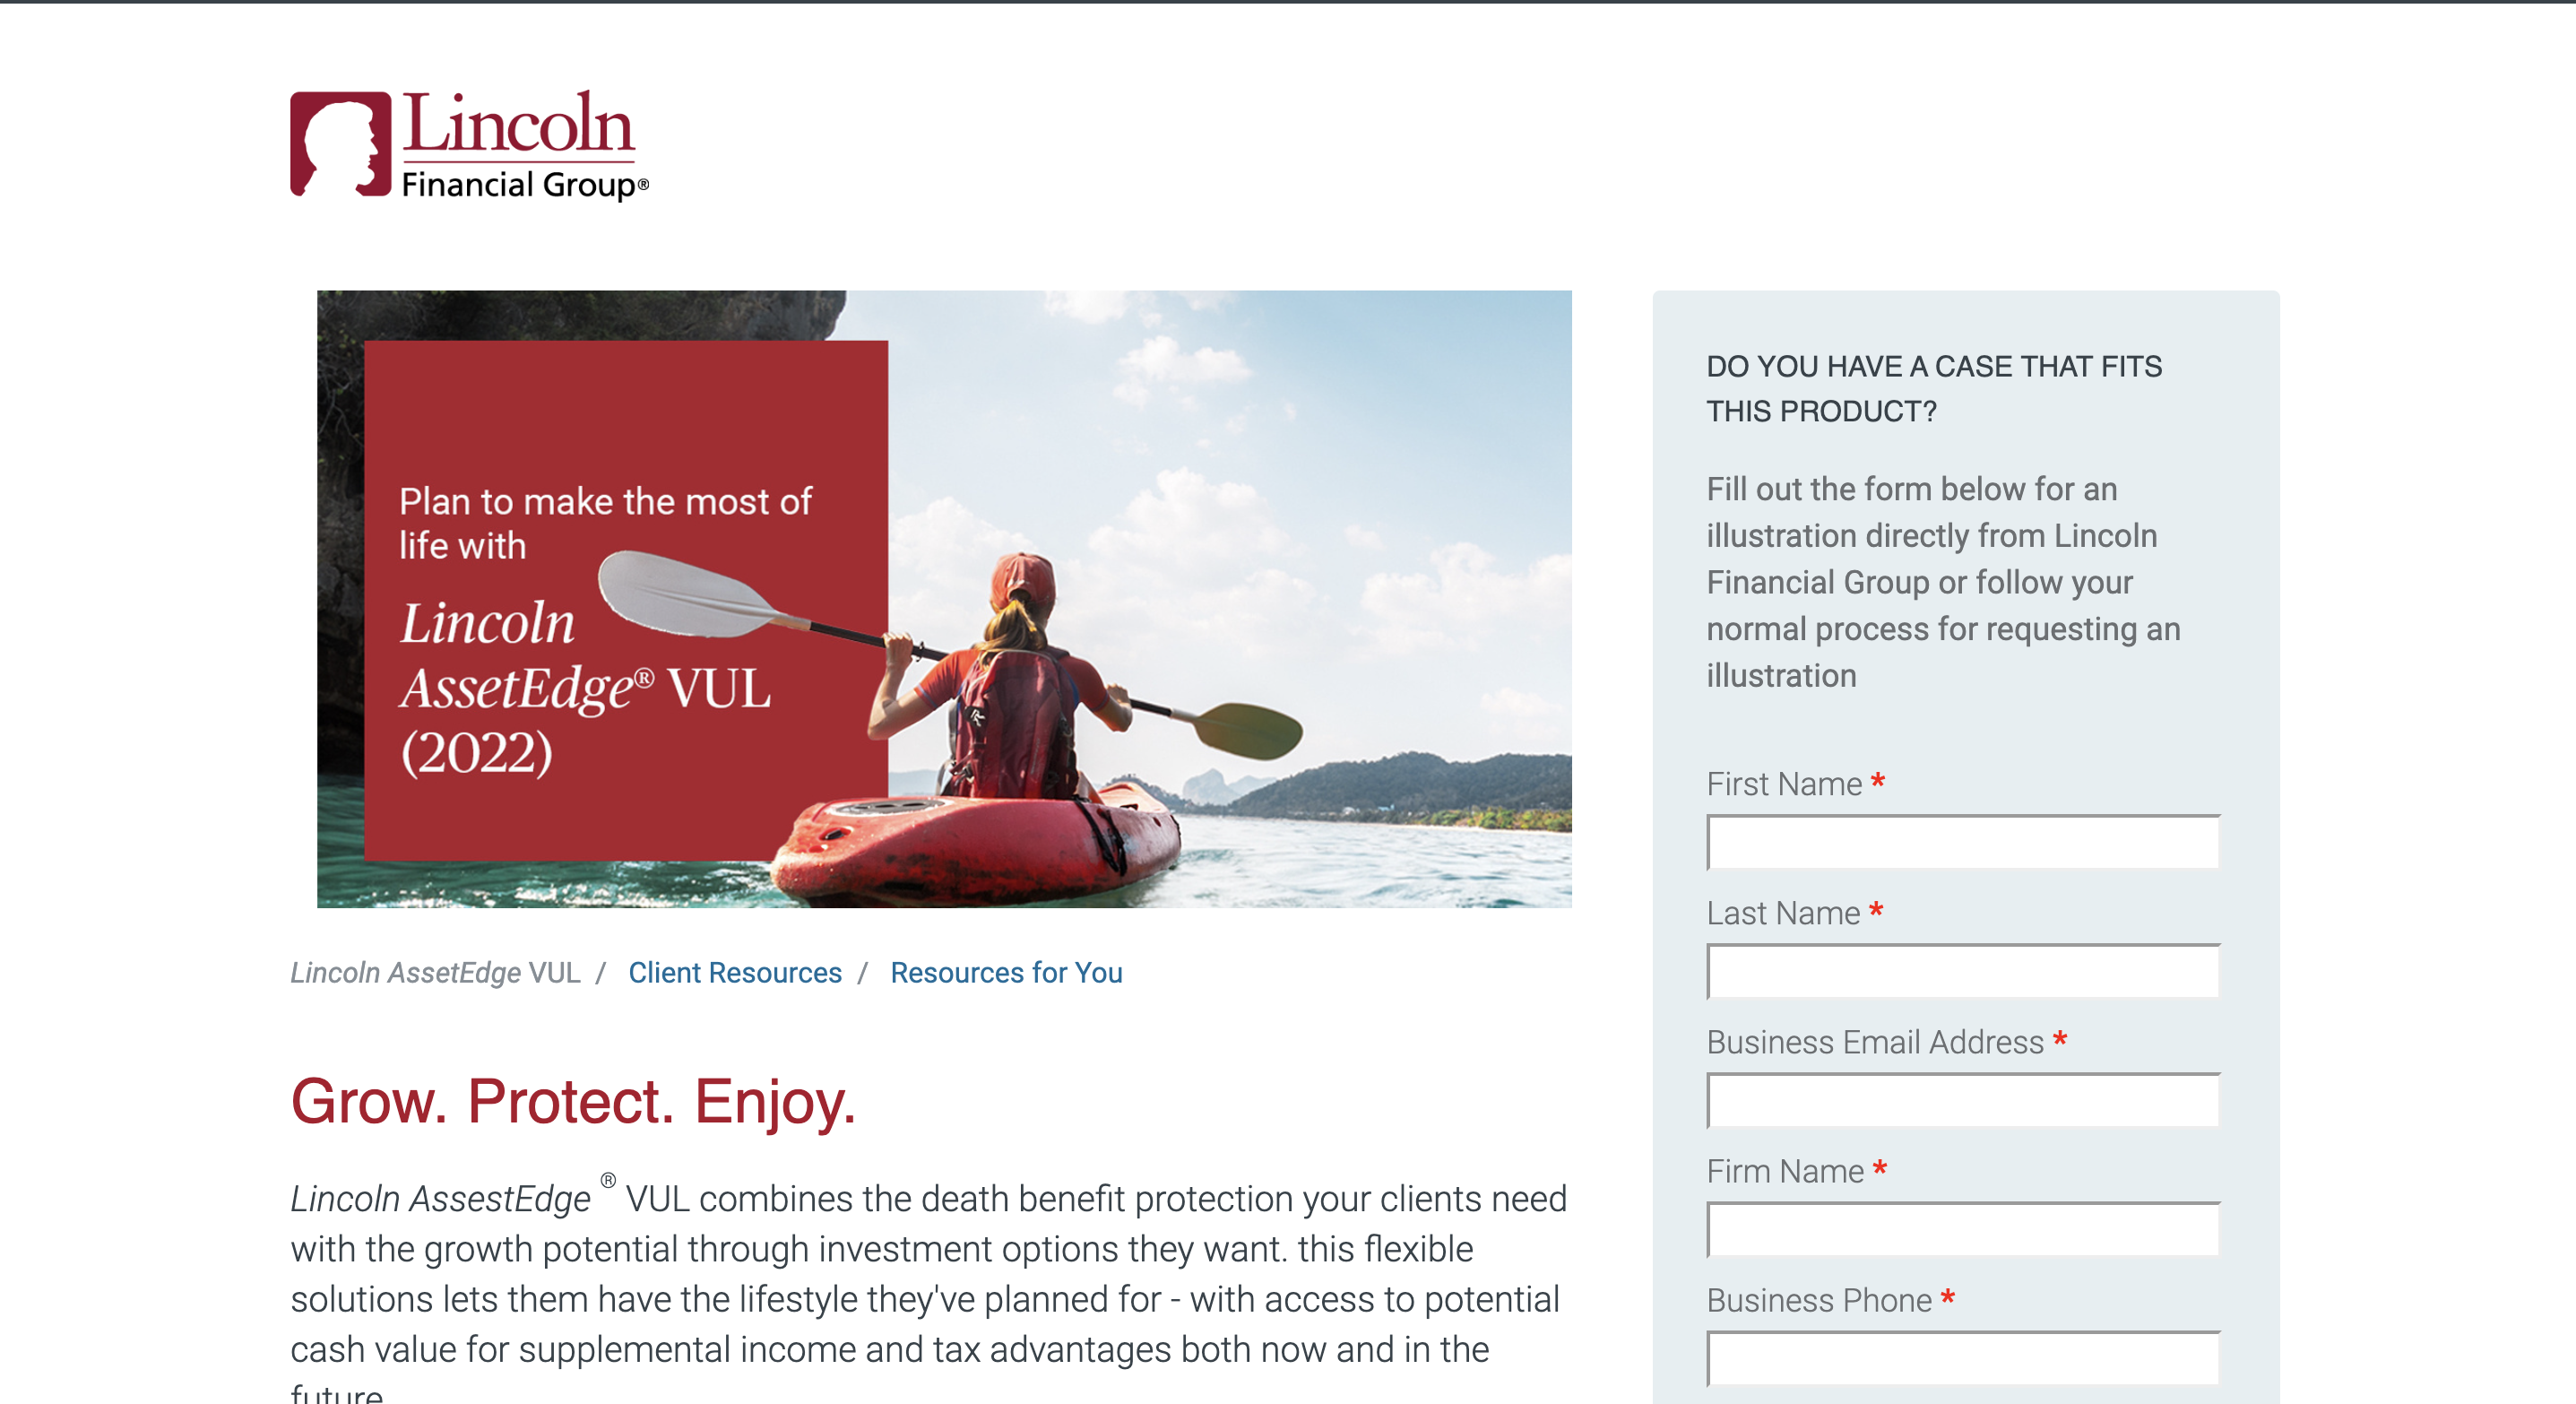 Lincoln
Financial Group®
Plan to make the most of
life with
Lincoln
AssetEdge® VUL
(2022)
Lincoln AssetEdge VUL / Client Resources / Resources for You
Grow. Protect. Enjoy.
Lincoln AssestEdge ® VUL combines the death benefit protection your clients need
with the growth potential through investment options they want. this flexible
solutions lets them have the lifestyle they've planned for - with access to potential
cash value for supplemental income and tax advantages both now and in the
future
DO YOU HAVE A CASE THAT FITS
THIS PRODUCT?
Fill out the form below for an
illustration directly from Lincoln
Financial Group or follow your
normal process for requesting an
illustration
First Name *
Last Name *
Business Email Address *
Firm Name *
Business Phone *